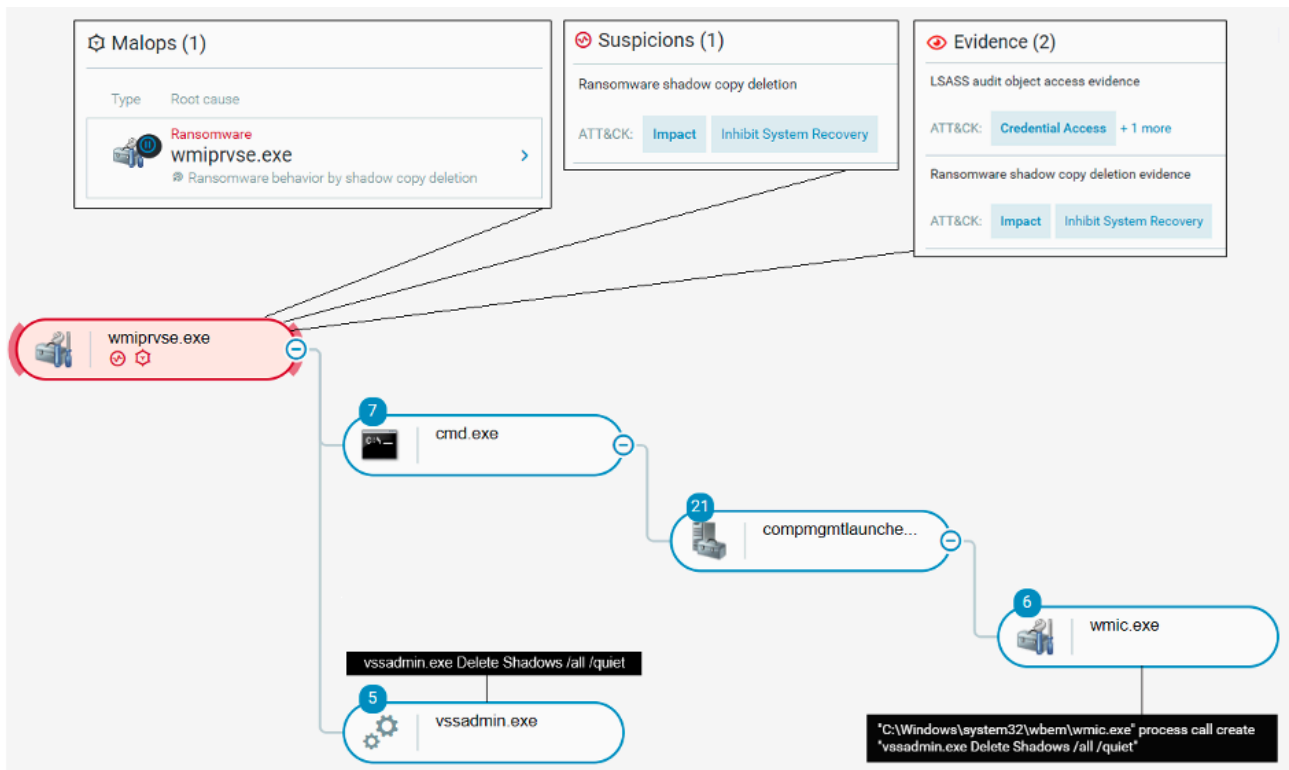 Malops (1)
Type Root cause
Ransomware
wmiprvse.exe
Ransomware behavior by shadow copy deletion
Suspicions (1)
Ransomware shadow copy deletion
ATT&CK: Impact Inhibit System Recovery
Evidence (2)
LSASS audit object access evidence
ATT&CK: Credential Access + 1 more
Ransomware shadow copy deletion evidence
ATT&CK: Impact Inhibit System Recovery
wmiprvse.exe
7
cmd.exe
C:\
21
compmgmtlaunche...
6
wmic.exe
vssadmin.exe Delete Shadows /all /quiet
5
vssadmin.exe
"C:\Windows\system32\wbem\wmic.exe" process call create
"vssadmin.exe Delete Shadows /all /quiet"